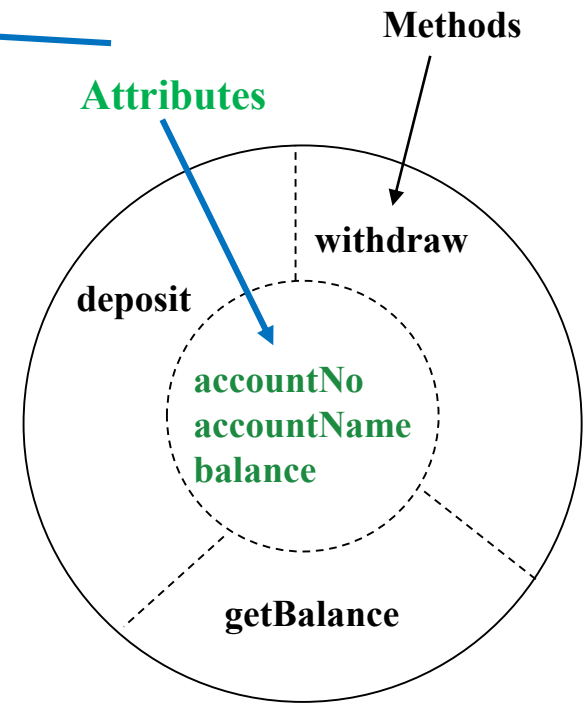 Methods
Attributes
withdraw
deposit
accountNo
accountName
balance
getBalance